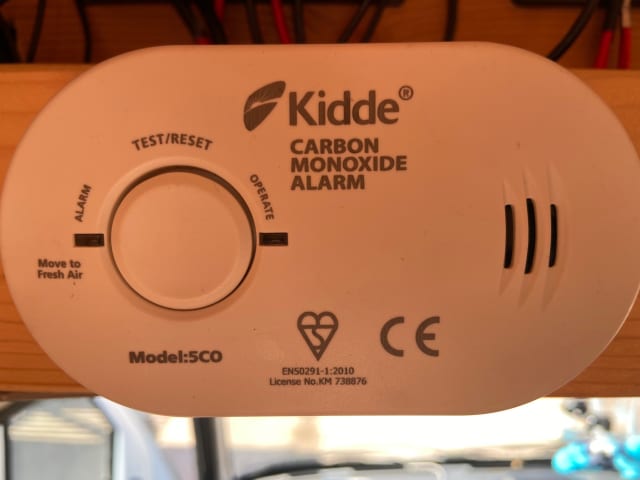 Kidde®
CARBON
MONOXIDE
ALARM
TEST/RESET
ALARM
OPERATE
Move to
Fresh Air
Model:5CO
CE
EN50291-1:2010
License No.KM 738876